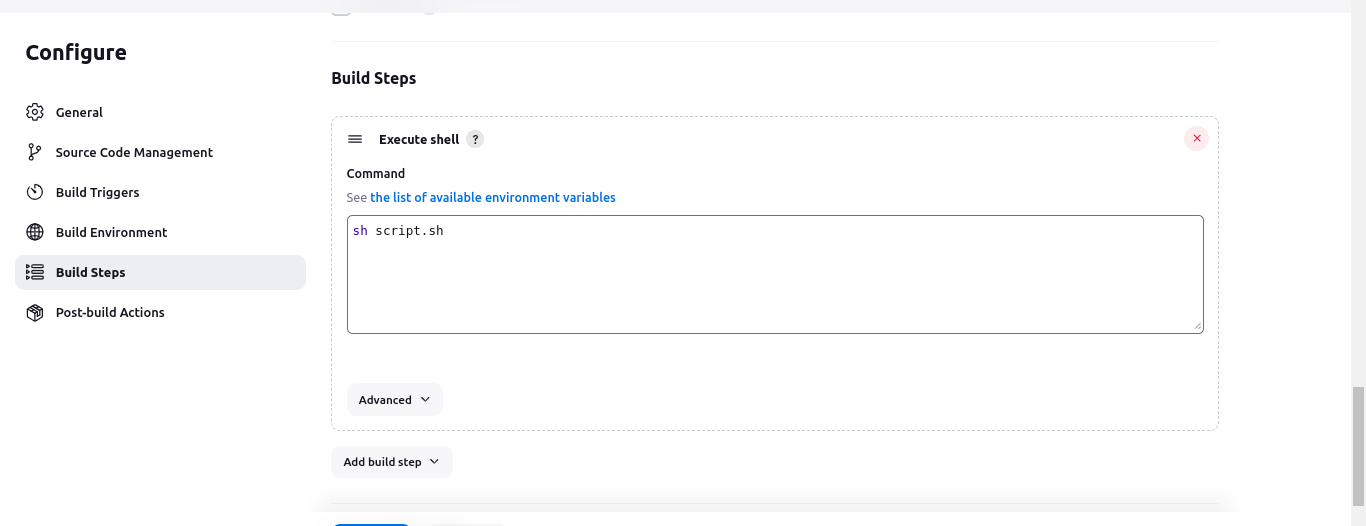 Configure
General
Source Code Management
Build Triggers
Build Environment
Build Steps
Post-build Actions
Build Steps
Execute shell ?
Command
See the list of available environment variables
sh script.sh
Advanced
Add build step